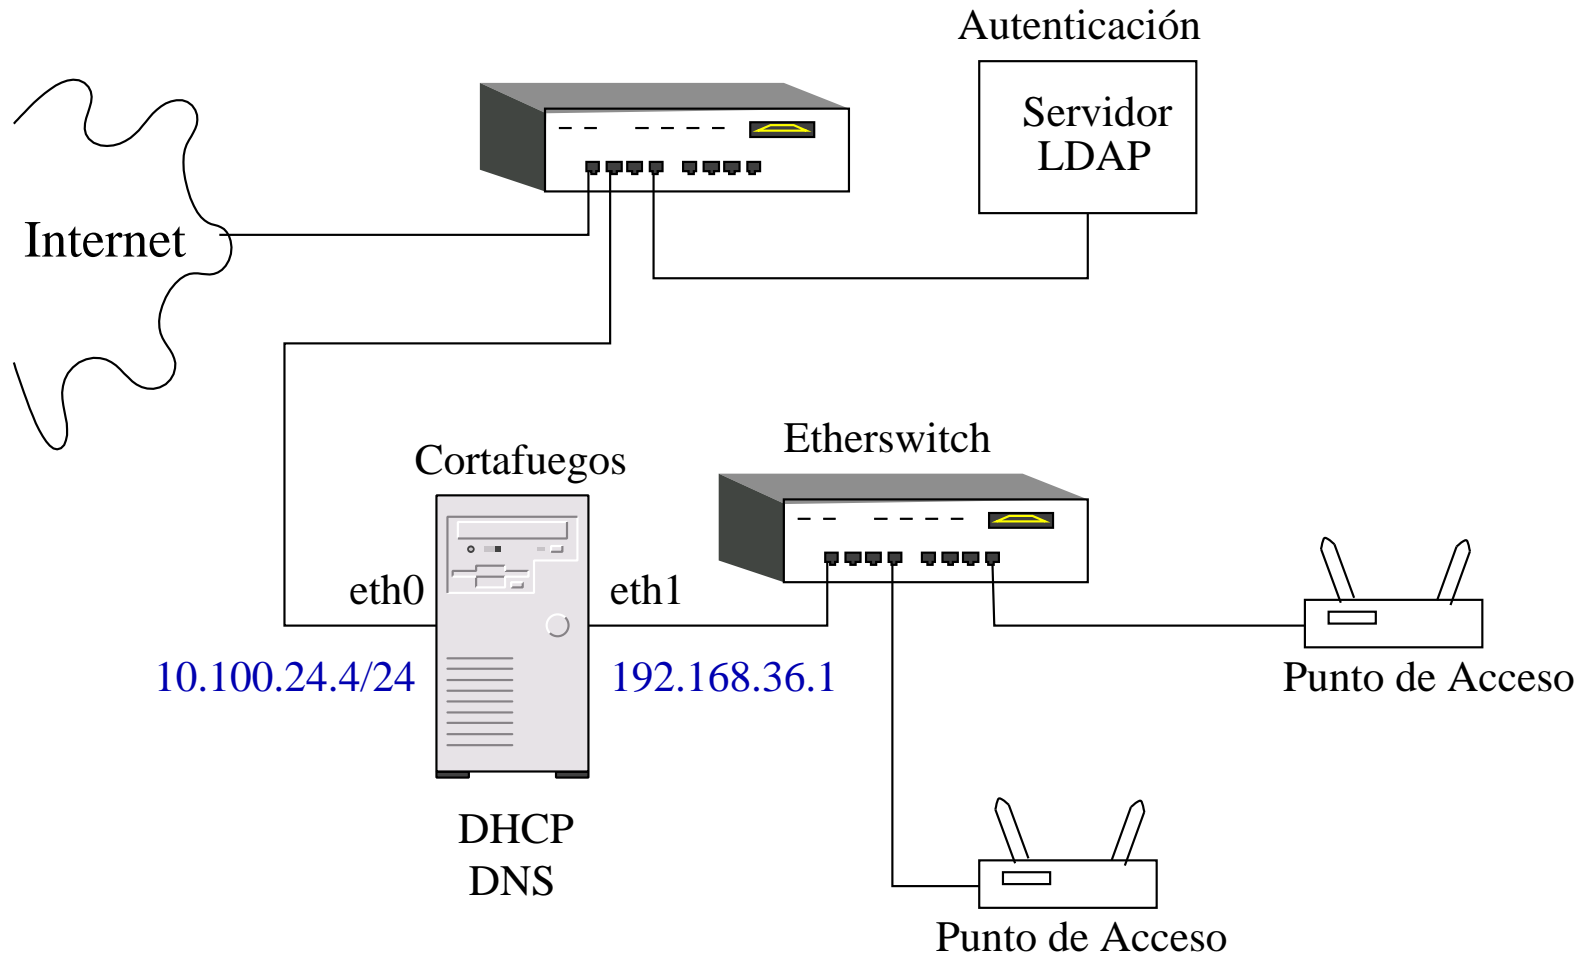 Autenticación
Servidor
LDAP
Internet
Etherswitch
Cortafuegos
eth0
eth1
10.100.24.4/24
192.168.36.1
Punto de Acceso
DHCP
DNS
Punto de Acceso